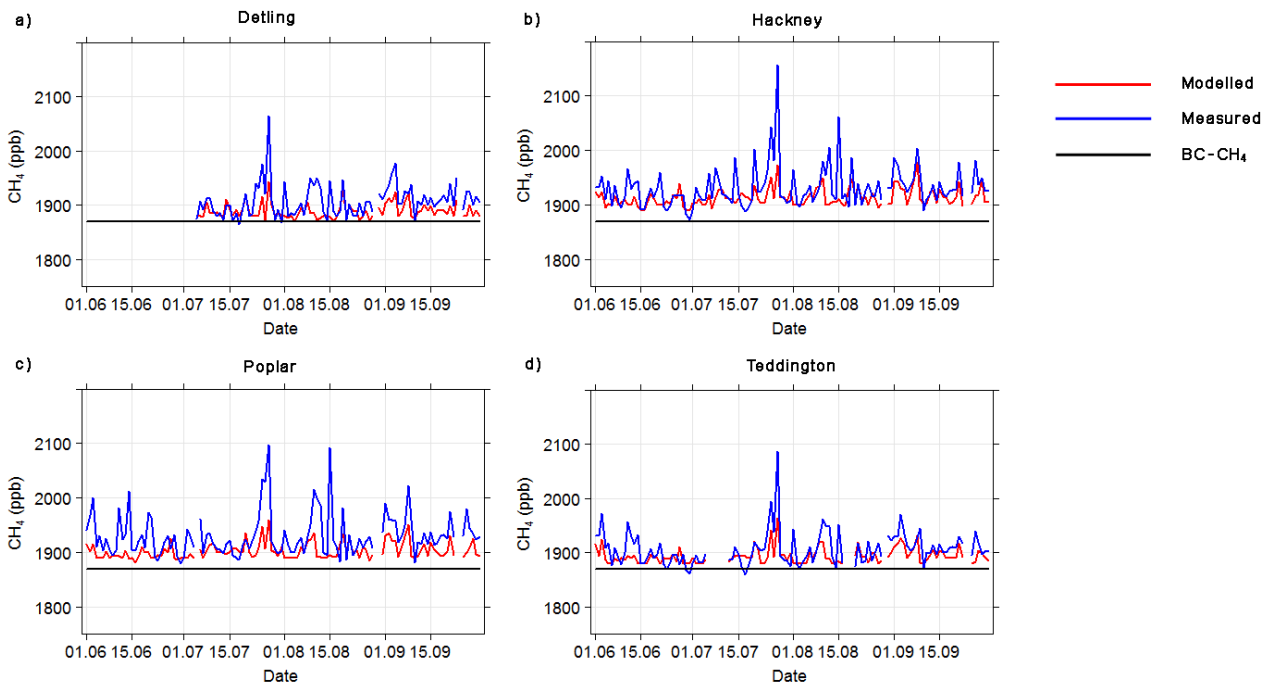 a) Detling
CH₄ (ppb)
2100
2000
1900
1800
01.06 15.06 01.07 15.07 01.08 15.08 01.09 15.09
Date
b) Hackney
CH₄ (ppb)
2100
2000
1900
1800
01.06 15.06 01.07 15.07 01.08 15.08 01.09 15.09
Date
Modelled
Measured
BC-CH₄
c) Poplar
CH₄ (ppb)
2100
2000
1900
1800
01.06 15.06 01.07 15.07 01.08 15.08 01.09 15.09
Date
d) Teddington
CH₄ (ppb)
2100
2000
1900
1800
01.06 15.06 01.07 15.07 01.08 15.08 01.09 15.09
Date